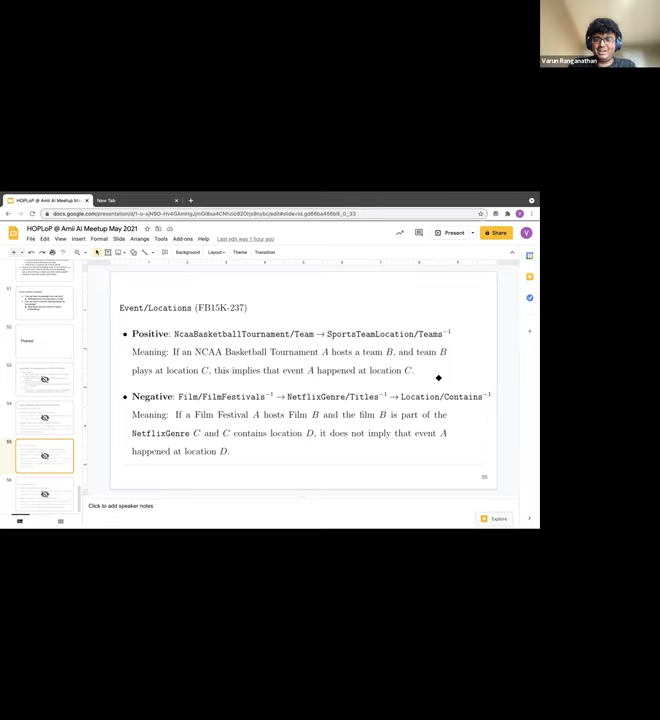 Varun Ranganathan
HOPLoP @ Amii AI Meetup Ma
New Tab
HOPLoP @ Amii AI Meetup May 2021
File Edit View Insert Format Slide Arrange Tools Add-ons Help Last edit was 1 hour ago
Present
Share
V
Background Layout Theme Transition
51
52
Thanks!
53
54
55
56
Event/Locations (FB15K-237)
• Positive: NcaaBasketballTournament/Team → SportsTeamLocation/Teams⁻¹
Meaning: If an NCAA Basketball Tournament A hosts a team B, and team B
plays at location C, this implies that event A happened at location C.
• Negative: Film/FilmFestivals⁻¹ → NetflixGenre/Titles⁻¹ → Location/Contains⁻¹
Meaning: If a Film Festival A hosts Film B and the film B is part of the
NetflixGenre C and C contains location D, it does not imply that event A
happened at location D.
55
Click to add speaker notes
Explore